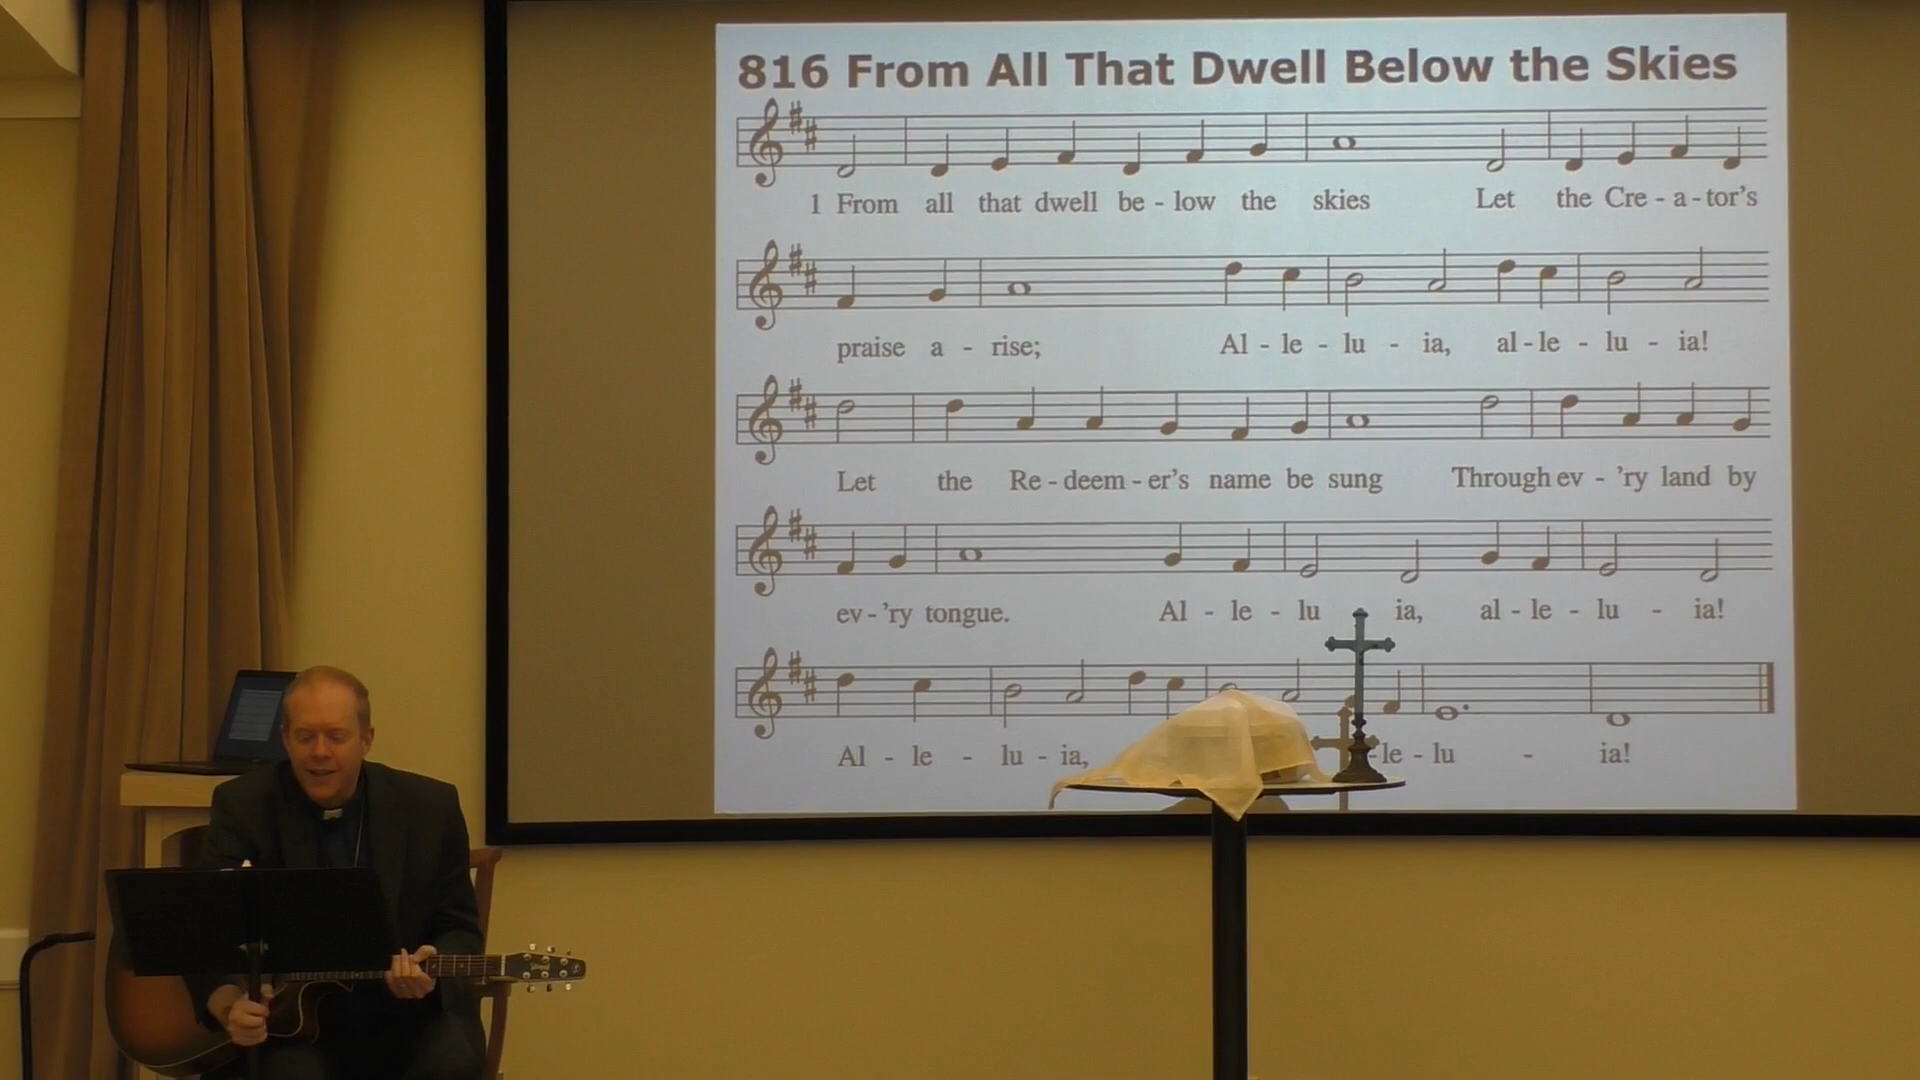 816 From All That Dwell Below the Skies
1 From all that dwell be - low the skies Let the Cre - a - tor's
praise a - rise; Al - le - lu - ia, al - le - lu - ia!
Let the Re - deem - er's name be sung Through ev - 'ry land by
ev - 'ry tongue. Al - le - lu ia, al - le - lu - ia!
Al - le - lu - ia, - le - lu - ia!